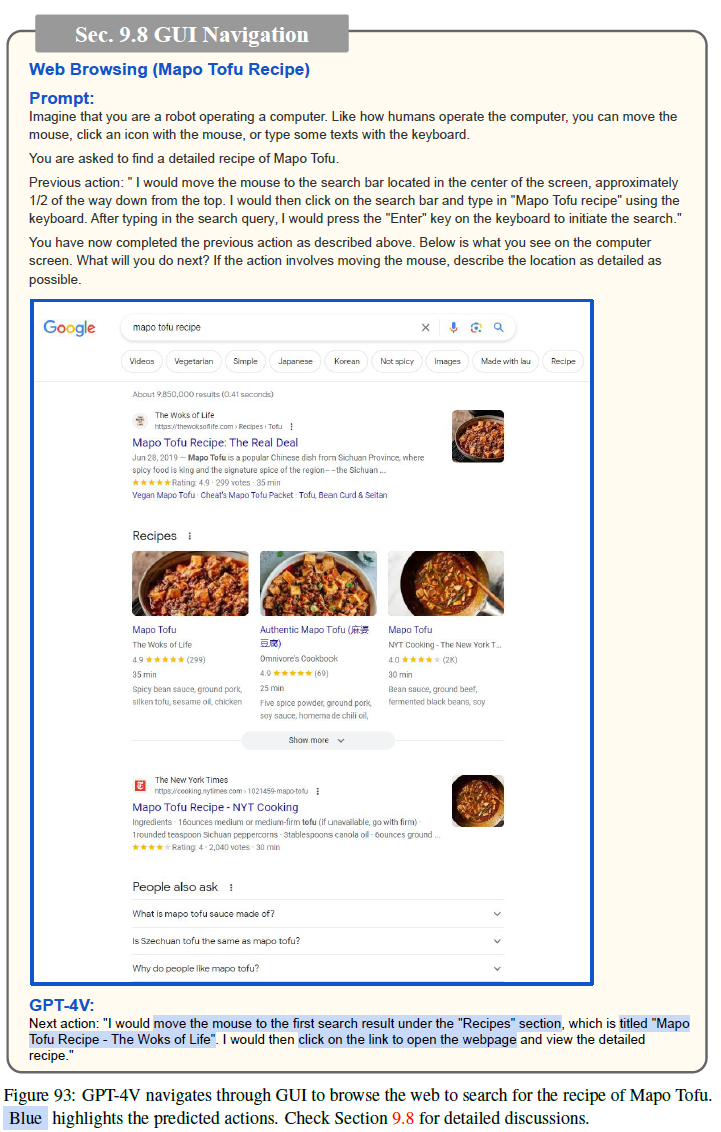 Sec. 9.8 GUI Navigation
Web Browsing (Mapo Tofu Recipe)
Prompt:
Imagine that you are a robot operating a computer. Like how humans operate the computer, you can move the
mouse, click an icon with the mouse, or type some texts with the keyboard.
You are asked to find a detailed recipe of Mapo Tofu.
Previous action: " I would move the mouse to the search bar located in the center of the screen, approximately
1/2 of the way down from the top. I would then click on the search bar and type in "Mapo Tofu recipe" using the
keyboard. After typing in the search query, I would press the "Enter" key on the keyboard to initiate the search."
You have now completed the previous action as described above. Below is what you see on the computer
screen. What will you do next? If the action involves moving the mouse, describe the location as detailed as
possible.
Google mapo tofu recipe
Videos Vegetarian Simple Japanese Korean Not spicy Images Made with lau Recipe
About 9,850,000 results (0.41 seconds)
The Woks of Life
https://thewoksoflife.com › Recipes › Tofu
Mapo Tofu Recipe: The Real Deal
Jun 28, 2019 — Mapo Tofu is a popular Chinese dish from Sichuan Province, where
spicy food is king and the signature spice of the region––the Sichuan ...
★★★★★ Rating: 4.9 · 299 votes · 35 min
Vegan Mapo Tofu · Cheat's Mapo Tofu Packet · Tofu, Bean Curd & Seitan
Recipes
Mapo Tofu
The Woks of Life
4.9 ★★★★★ (299)
35 min
Spicy bean sauce, ground pork,
silken tofu, sesame oil, chicken
Authentic Mapo Tofu (麻婆
豆腐)
Omnivore's Cookbook
4.9 ★★★★★ (69)
25 min
Five spice powder, ground pork,
soy sauce, homemade chili oil,
Mapo Tofu
NYT Cooking - The New York T...
4.0 ★★★★★ (2K)
30 min
Bean sauce, ground beef,
fermented black beans, soy
Show more
The New York Times
https://cooking.nytimes.com › 1021459-mapo-tofu
Mapo Tofu Recipe - NYT Cooking
Ingredients · 16ounces medium or medium-firm tofu (if unavailable, go with firm) ·
1rounded teaspoon Sichuan peppercorns · 3tablespoons canola oil · 6ounces ground ...
★★★★★ Rating: 4 · 2,040 votes · 30 min
People also ask
What is mapo tofu sauce made of?
Is Szechuan tofu the same as mapo tofu?
Why do people like mapo tofu?
GPT-4V:
Next action: "I would move the mouse to the first search result under the "Recipes" section, which is titled "Mapo
Tofu Recipe - The Woks of Life". I would then click on the link to open the webpage and view the detailed
recipe."
Figure 93: GPT-4V navigates through GUI to browse the web to search for the recipe of Mapo Tofu.
Blue highlights the predicted actions. Check Section 9.8 for detailed discussions.